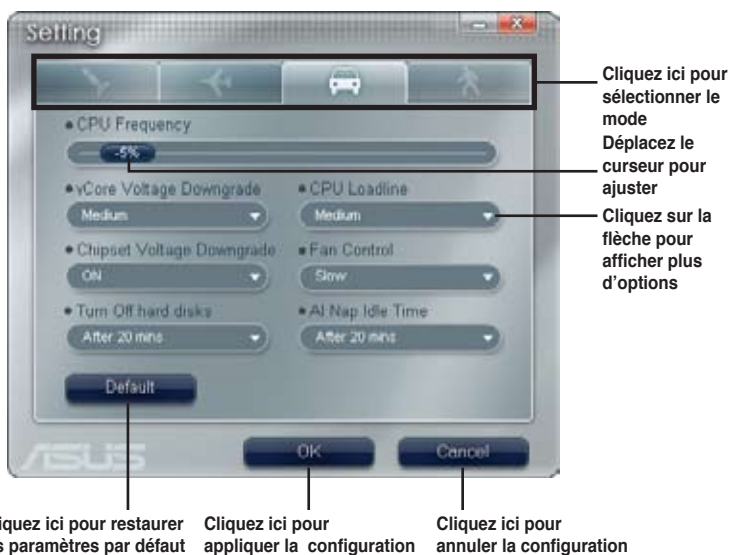 Setting
CPU Frequency
-5%
vCore Voltage Downgrade
CPU Loadline
Medium
Medium
Chipset Voltage Downgrade
Fan Control
ON
Slow
Turn Off hard disks
AI Nap Idle Time
After 20 mins
After 20 mins
Default
ASUS
OK
Cancel
Cliquez ici pour
sélectionner le
mode
Déplacez le
curseur pour
ajuster
Cliquez sur la
flèche pour
afficher plus
d'options
ici pour restaurer
paramètres par défaut
Cliquez ici pour
appliquer la configuration
Cliquez ici pour
annuler la configuration